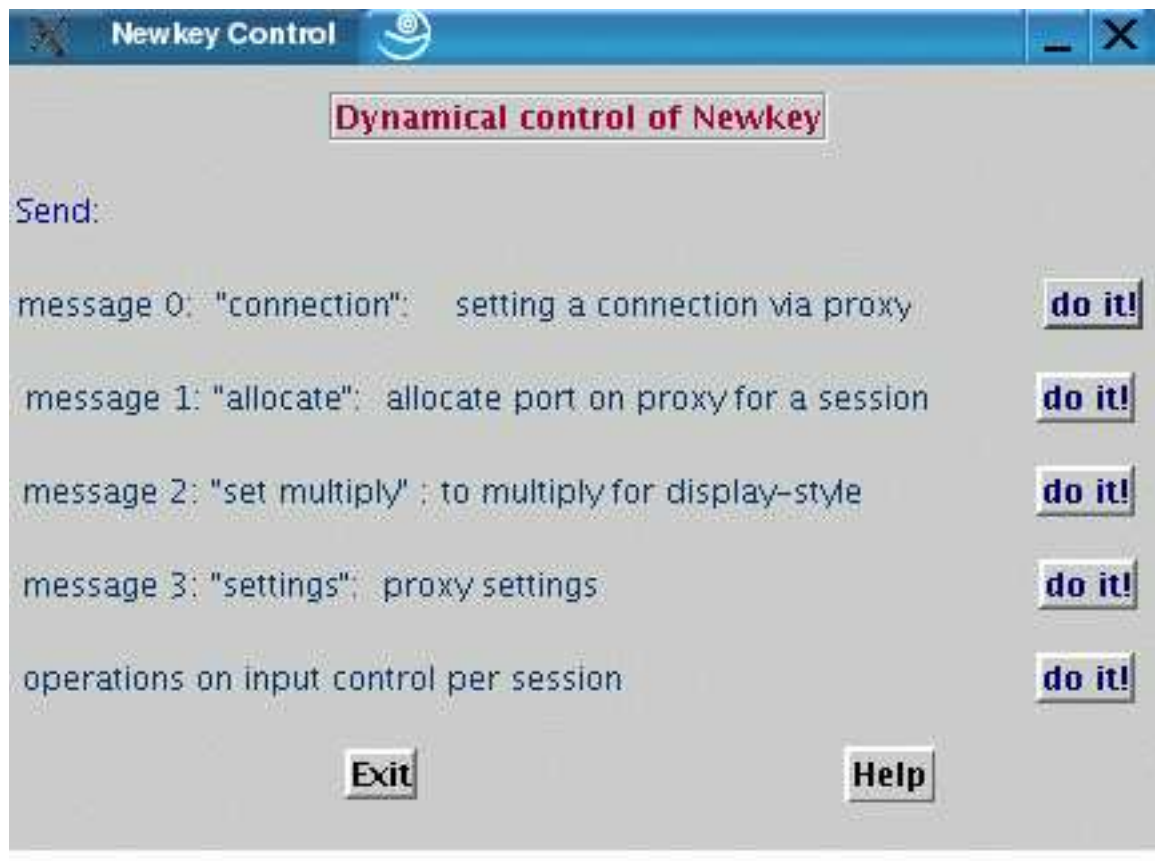 Newkey Control
Dynamical control of Newkey
Send:
message 0: "connection": setting a connection via proxy do it!
message 1: "allocate": allocate port on proxy for a session do it!
message 2: "set multiply" : to multiply for display-style do it!
message 3: "settings": proxy settings do it!
operations on input control per session do it!
Exit Help